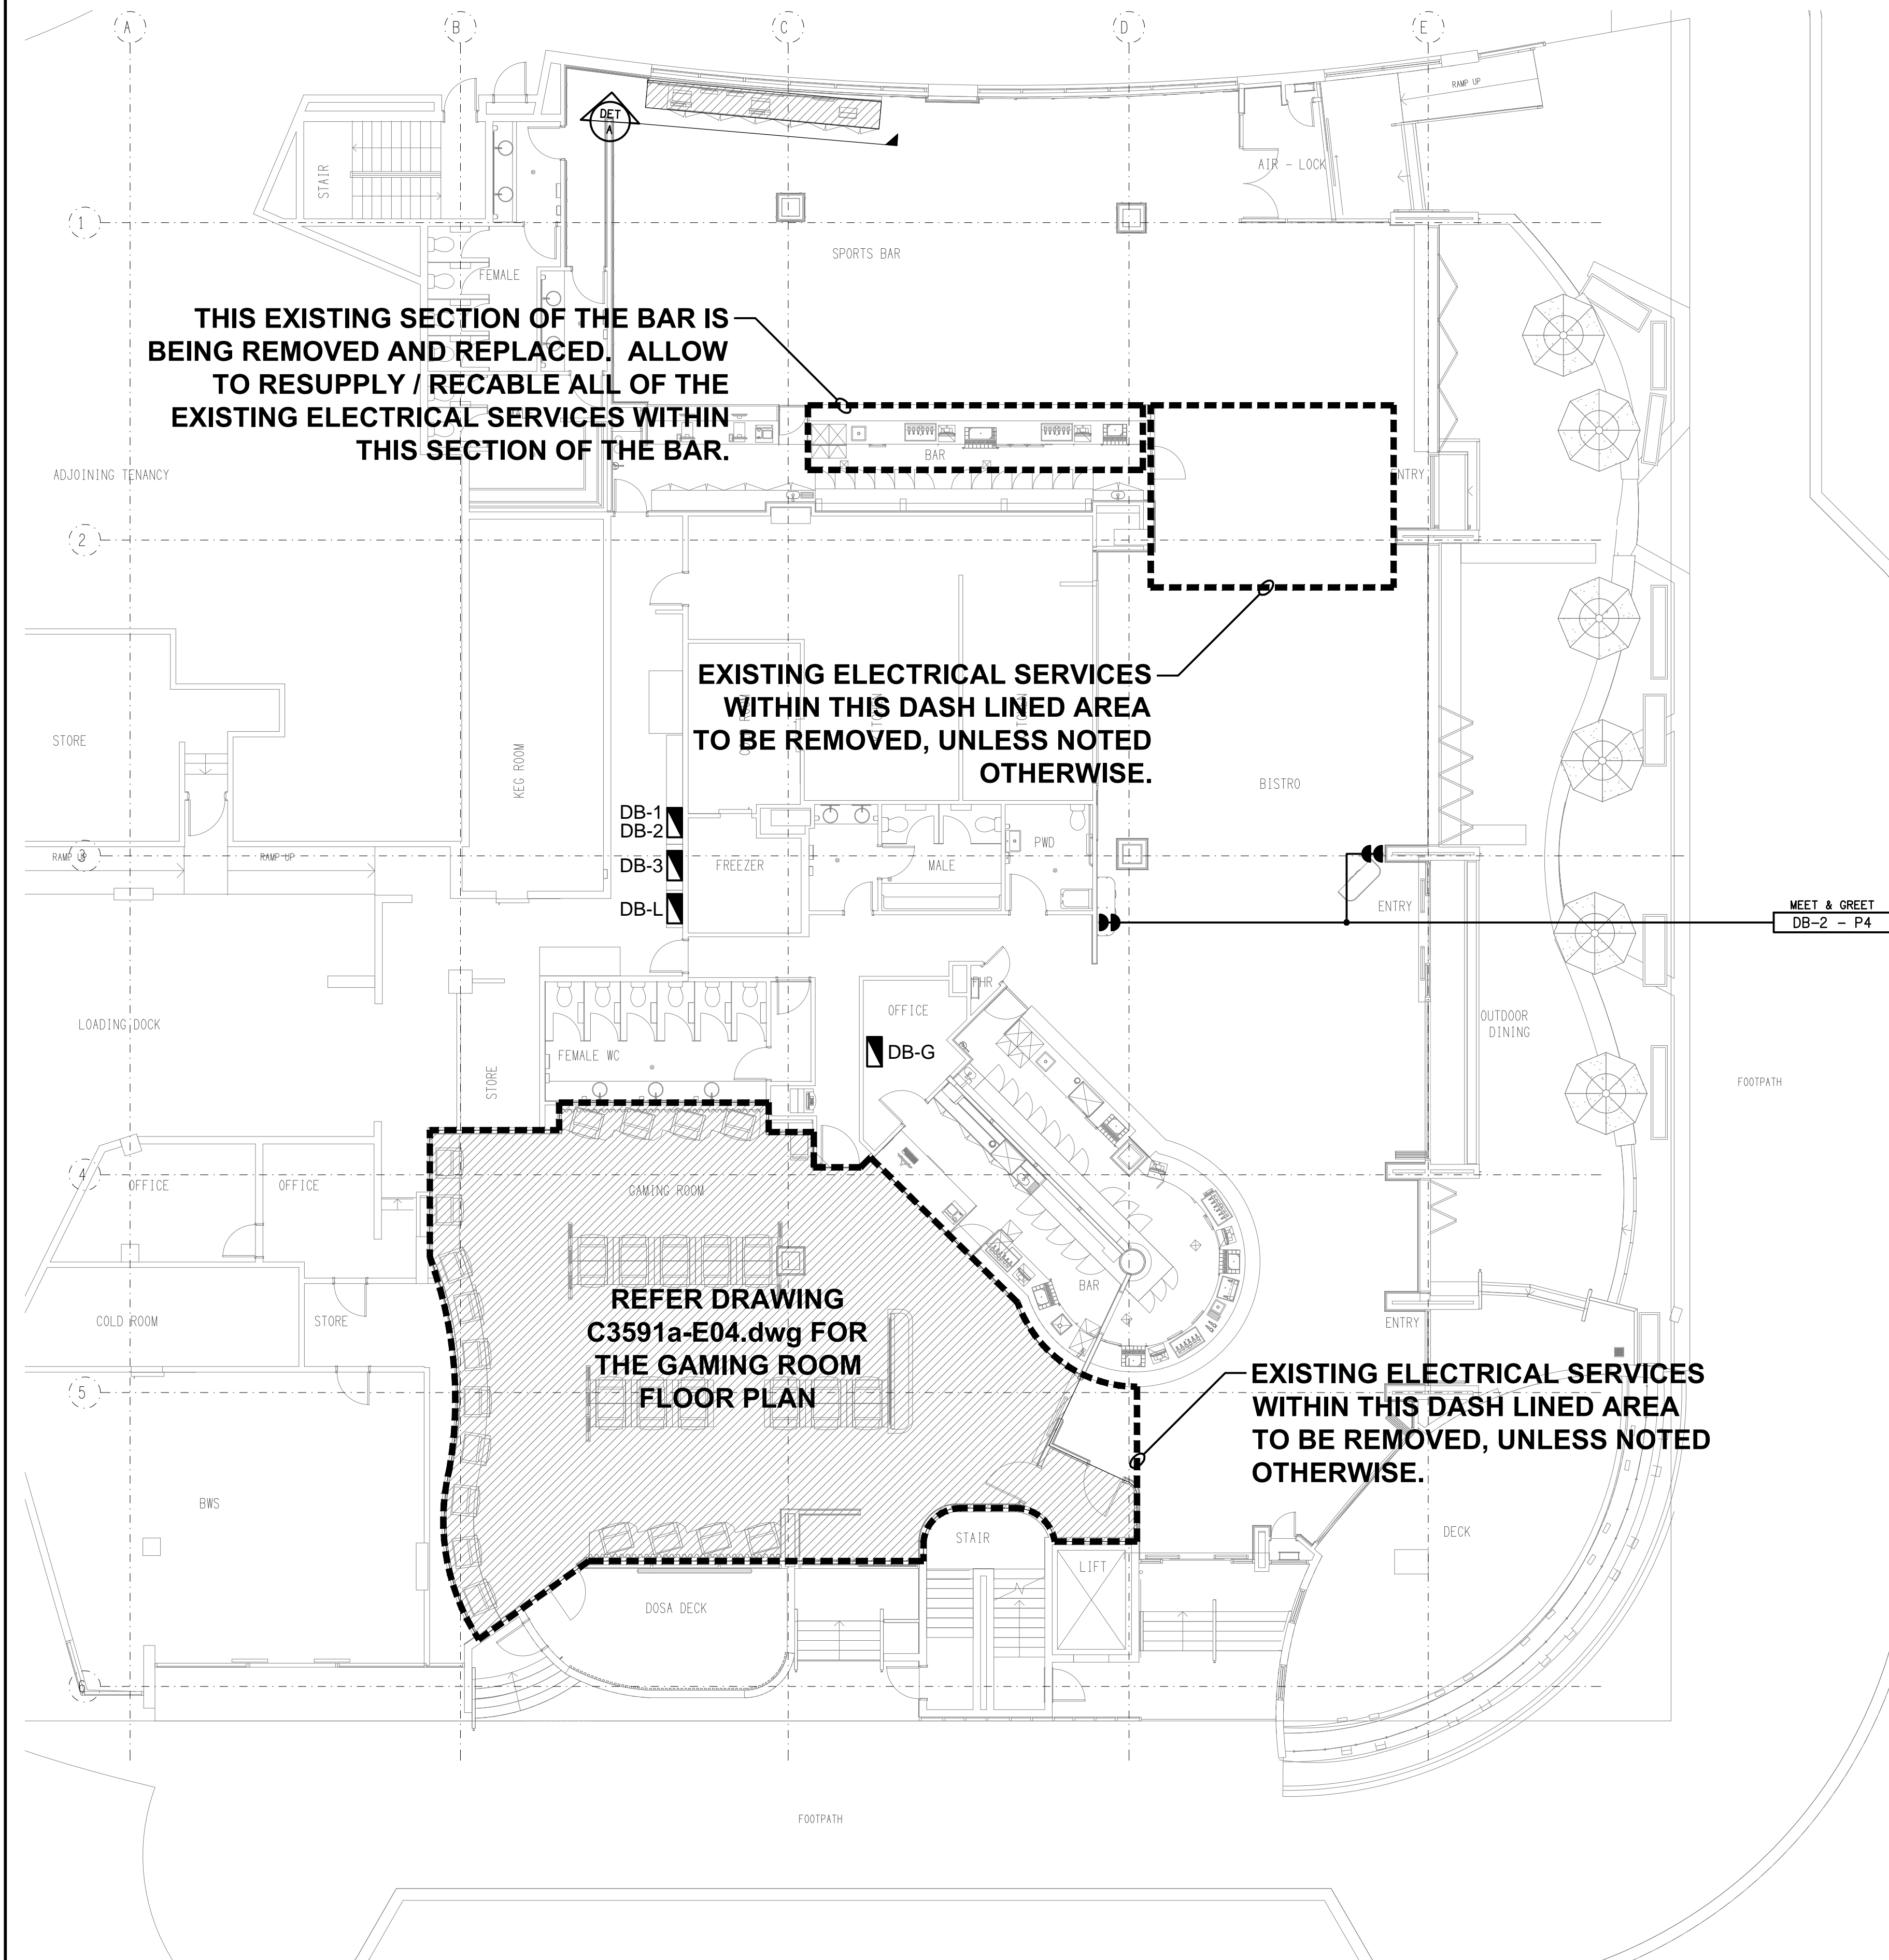 A
B
C
D
E
RAMP UP
DET
A
AIR - LOCK
STAIR
1
SPORTS BAR
FEMALE
THIS EXISTING SECTION OF THE BAR IS
BEING REMOVED AND REPLACED. ALLOW
TO RESUPPLY / RECABLE ALL OF THE
EXISTING ELECTRICAL SERVICES WITHIN
THIS SECTION OF THE BAR.
BAR
ADJOINING TENANCY
ENTRY
2
EXISTING ELECTRICAL SERVICES
WITHIN THIS DASH LINED AREA
TO BE REMOVED, UNLESS NOTED
OTHERWISE.
STORE
KEG ROOM
BISTRO
DB-1
DB-2
DB-3
DB-L
RAMP UP
3
RAMP UP
FREEZER
MALE
PWD
ENTRY
MEET & GREET
DB-2 - P4
FHR
OFFICE
LOADING DOCK
OUTDOOR
DINING
DB-G
FEMALE WC
STORE
FOOTPATH
4
OFFICE
OFFICE
GAMING ROOM
BAR
REFER DRAWING
C3591a-E04.dwg FOR
THE GAMING ROOM
FLOOR PLAN
COLD ROOM
STORE
ENTRY
5
EXISTING ELECTRICAL SERVICES
WITHIN THIS DASH LINED AREA
TO BE REMOVED, UNLESS NOTED
OTHERWISE.
BWS
STAIR
DECK
LIFT
DOSA DECK
6
FOOTPATH